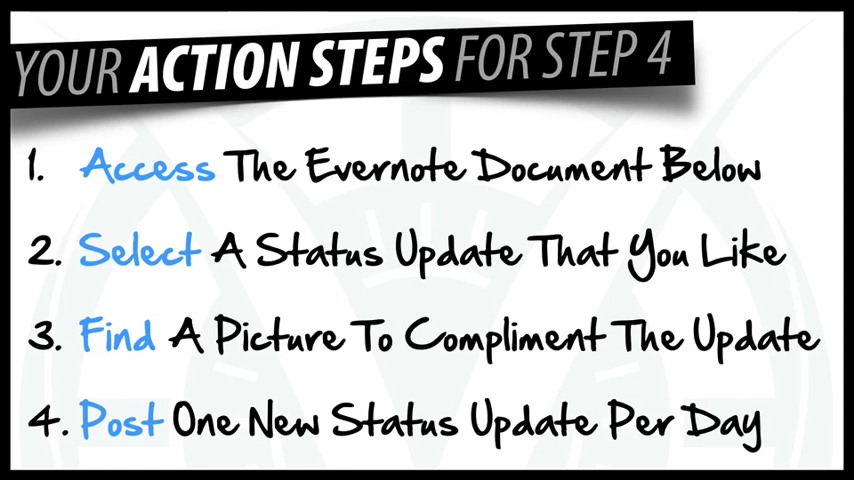 YOUR ACTION STEPS FOR STEP 4
1. Access The Evernote Document Below
2. Select A Status Update That You Like
3. Find A Picture To Compliment The Update
4. Post One New Status Update Per Day